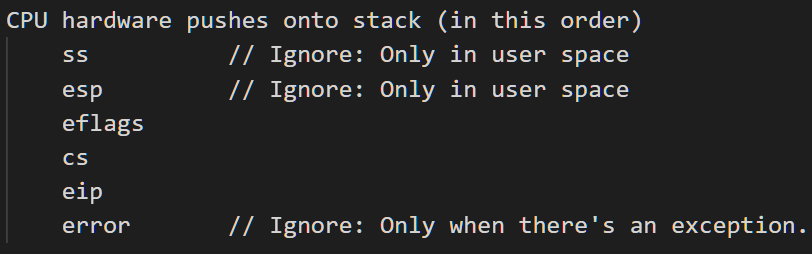 CPU hardware pushes onto stack (in this order)
ss // Ignore: Only in user space
esp // Ignore: Only in user space
eflags
cs
eip
error // Ignore: Only when there's an exception.